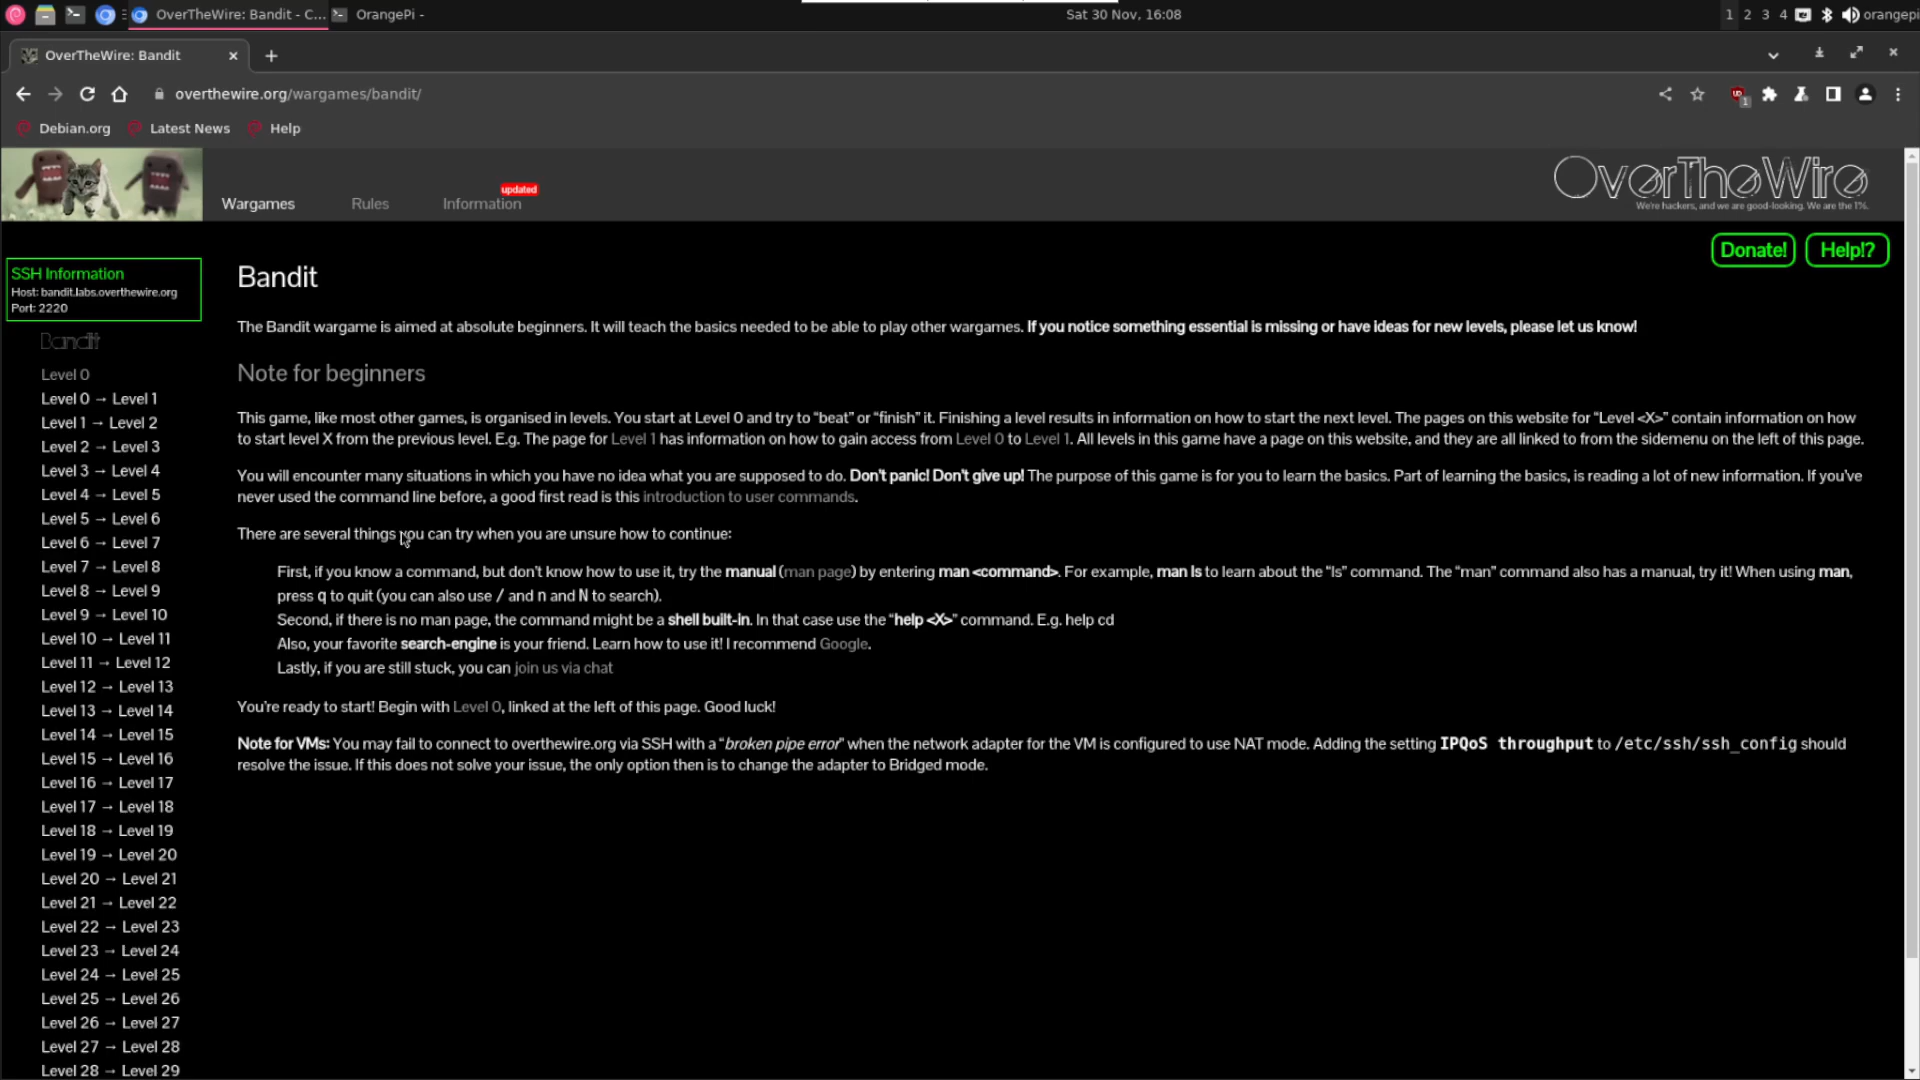 OverTheWire: Bandit - C...
OrangePi -
Sat 30 Nov, 16:08
1 2 3 4
orangepi
OverTheWire: Bandit
overthewire.org/wargames/bandit/
1
Debian.org
Latest News
Help
updated
Wargames
Rules
Information
OverTheWire
We're hackers, and we are good-looking. We are the 1%.
Donate!
Help!?
SSH Information
Host: bandit.labs.overthewire.org
Port: 2220
Bandit
Level 0
Level 0 → Level 1
Level 1 → Level 2
Level 2 → Level 3
Level 3 → Level 4
Level 4 → Level 5
Level 5 → Level 6
Level 6 → Level 7
Level 7 → Level 8
Level 8 → Level 9
Level 9 → Level 10
Level 10 → Level 11
Level 11 → Level 12
Level 12 → Level 13
Level 13 → Level 14
Level 14 → Level 15
Level 15 → Level 16
Level 16 → Level 17
Level 17 → Level 18
Level 18 → Level 19
Level 19 → Level 20
Level 20 → Level 21
Level 21 → Level 22
Level 22 → Level 23
Level 23 → Level 24
Level 24 → Level 25
Level 25 → Level 26
Level 26 → Level 27
Level 27 → Level 28
Level 28 → Level 29
Bandit
The Bandit wargame is aimed at absolute beginners. It will teach the basics needed to be able to play other wargames. If you notice something essential is missing or have ideas for new levels, please let us know!
Note for beginners
This game, like most other games, is organised in levels. You start at Level 0 and try to “beat” or “finish” it. Finishing a level results in information on how to start the next level. The pages on this website for “Level <X>” contain information on how
to start level X from the previous level. E.g. The page for Level 1 has information on how to gain access from Level 0 to Level 1. All levels in this game have a page on this website, and they are all linked to from the sidemenu on the left of this page.
You will encounter many situations in which you have no idea what you are supposed to do. Don’t panic! Don’t give up! The purpose of this game is for you to learn the basics. Part of learning the basics, is reading a lot of new information. If you’ve
never used the command line before, a good first read is this introduction to user commands.
There are several things you can try when you are unsure how to continue:
First, if you know a command, but don’t know how to use it, try the manual (man page) by entering man <command>. For example, man ls to learn about the “ls” command. The “man” command also has a manual, try it! When using man,
press q to quit (you can also use / and n and N to search).
Second, if there is no man page, the command might be a shell built-in. In that case use the “help <X>” command. E.g. help cd
Also, your favorite search-engine is your friend. Learn how to use it! I recommend Google.
Lastly, if you are still stuck, you can join us via chat
You’re ready to start! Begin with Level 0, linked at the left of this page. Good luck!
Note for VMs: You may fail to connect to overthewire.org via SSH with a “broken pipe error” when the network adapter for the VM is configured to use NAT mode. Adding the setting IPQoS throughput to /etc/ssh/ssh_config should
resolve the issue. If this does not solve your issue, the only option then is to change the adapter to Bridged mode.